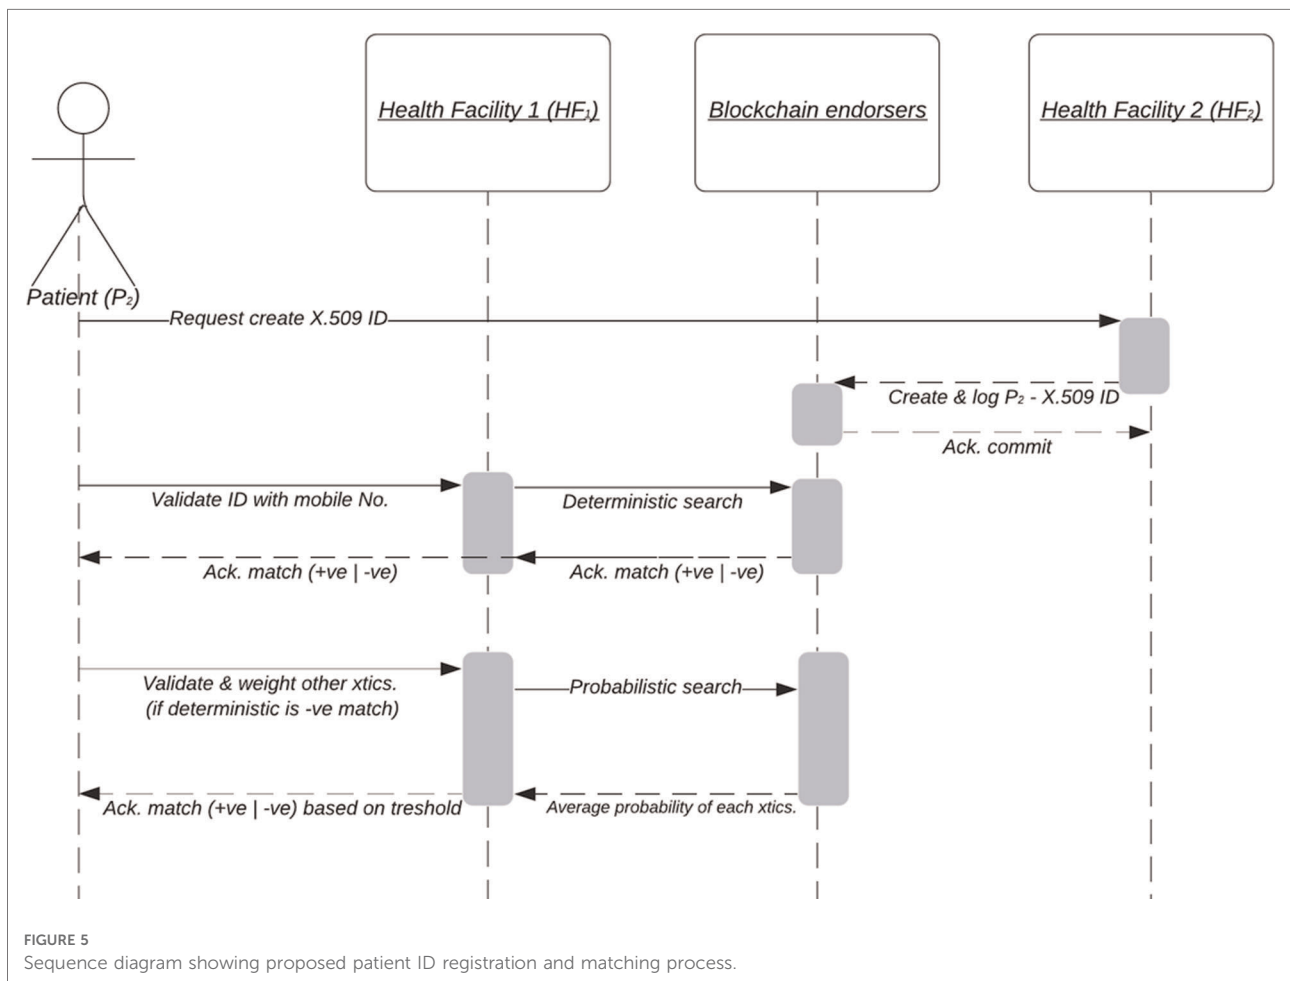 Health Facility 1 (HF₁)
Blockchain endorsers
Health Facility 2 (HF₂)
Patient (P₂)
Request create X.509 ID
Create & log P₂ - X.509 ID
Ack. commit
Validate ID with mobile No.
Deterministic search
Ack. match (+ve | -ve)
Ack. match (+ve | -ve)
Validate & weight other xtics.
(if deterministic is -ve match)
Probabilistic search
Ack. match (+ve | -ve) based on treshold
Average probability of each xtics.
FIGURE 5
Sequence diagram showing proposed patient ID registration and matching process.